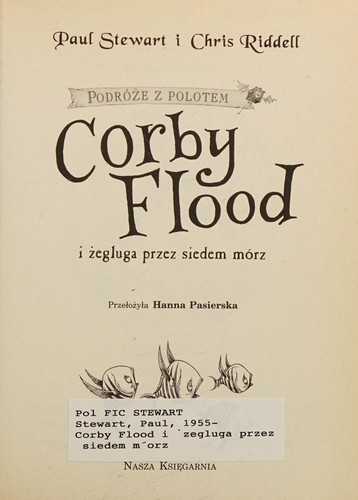 Paul Stewart i Chris Riddell
PODRÓŻE Z POLOTEM
Corby
Flood
i żegluga przez siedem mórz
Przełożyła Hanna Pasierska
Pol FIC STEWART
Stewart, Paul, 1955-
Corby Flood i ˙zegluga przez
siedem m´orz
NASZA KSIĘGARNIA